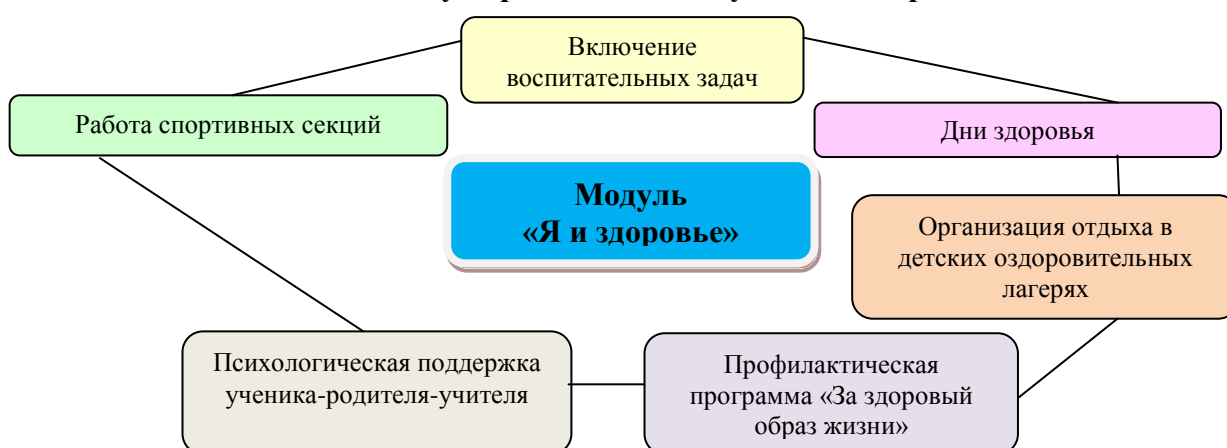 Включение
воспитательных задач
Работа спортивных секций
Дни здоровья
Модуль
«Я и здоровье»
Организация отдыха в
детских оздоровительных
лагерях
Психологическая поддержка
ученика-родителя-учителя
Профилактическая
программа «За здоровый
образ жизни»